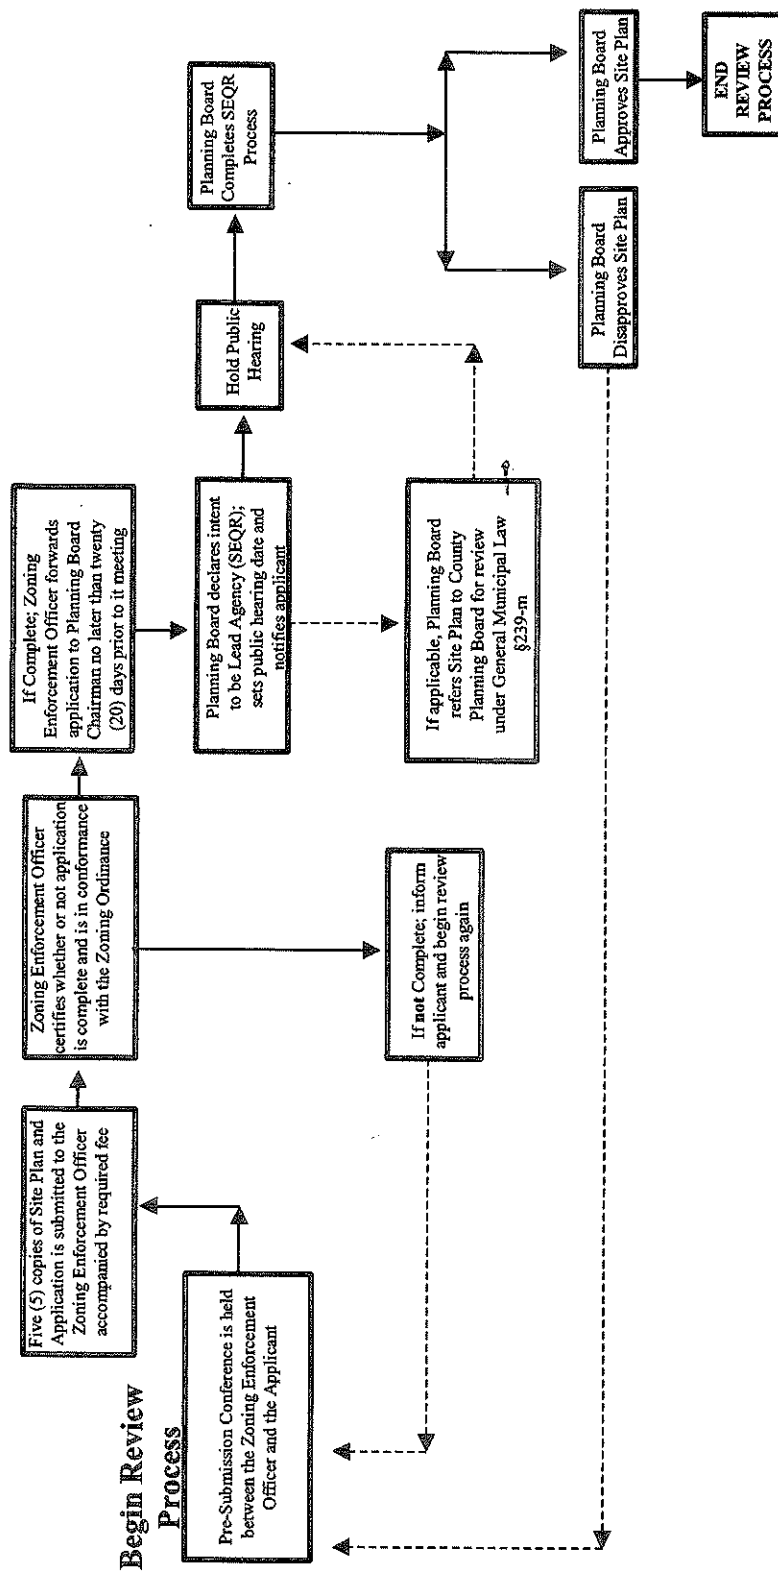 Begin Review
Process
Pre-Submission Conference is held
between the Zoning Enforcement
Officer and the Applicant
Five (5) copies of Site Plan and
Application is submitted to the
Zoning Enforcement Officer
accompanied by required fee
Zoning Enforcement Officer
certifies whether or not application
is complete and is in conformance
with the Zoning Ordinance
If not Complete; inform
applicant and begin review
process again
If Complete; Zoning
Enforcement Officer forwards
application to Planning Board
Chairman no later than twenty
(20) days prior to it meeting
Planning Board declares intent
to be Lead Agency (SEQR);
sets public hearing date and
notifies applicant
If applicable, Planning Board
refers Site Plan to County
Planning Board for review
under General Municipal Law
§239-m
Hold Public
Hearing
Planning Board
Completes SEQR
Process
Planning Board
Disapproves Site Plan
Planning Board
Approves Site Plan
END
REVIEW
PROCESS